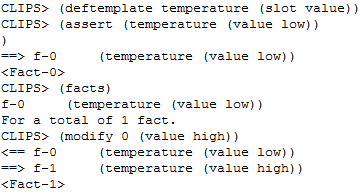 CLIPS> (deftemplate temperature (slot value))
CLIPS> (assert (temperature (value low))
)
==> f-0     (temperature (value low))
<Fact-0>
CLIPS> (facts)
f-0     (temperature (value low))
For a total of 1 fact.
CLIPS> (modify 0 (value high))
<== f-0     (temperature (value low))
==> f-1     (temperature (value high))
<Fact-1>